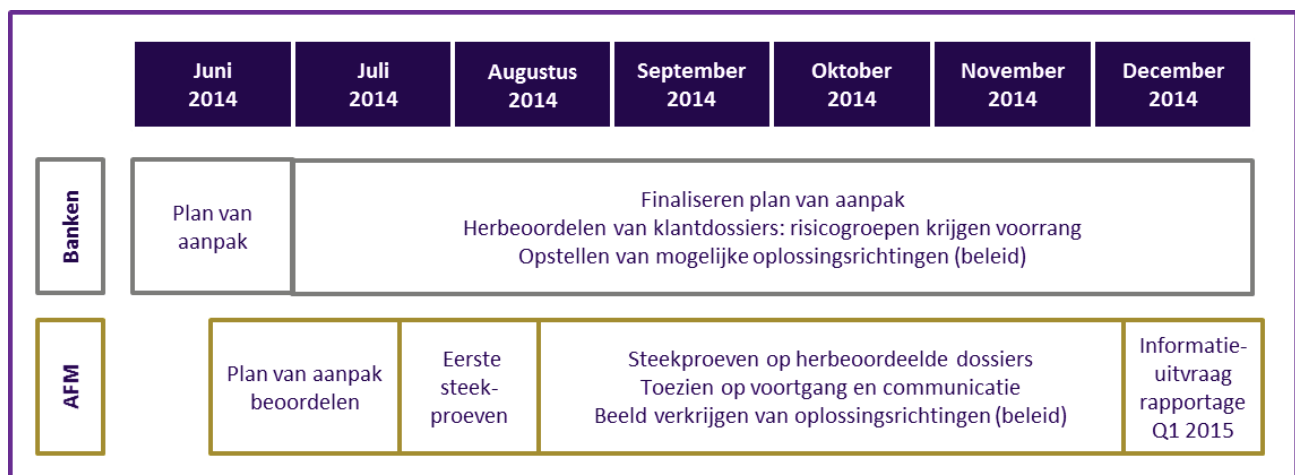 Juni
2014
Juli
2014
Augustus
2014
September
2014
Oktober
2014
November
2014
December
2014
Banken
Plan van
aanpak
Finaliseren plan van aanpak
Herbeoordelen van klantdossiers: risicogroepen krijgen voorrang
Opstellen van mogelijke oplossingsrichtingen (beleid)
AFM
Plan van aanpak
beoordelen
Eerste
steek-
proeven
Steekproeven op herbeoordeelde dossiers
Toezien op voortgang en communicatie
Beeld verkrijgen van oplossingsrichtingen (beleid)
Informatie-
uitvraag
rapportage
Q1 2015